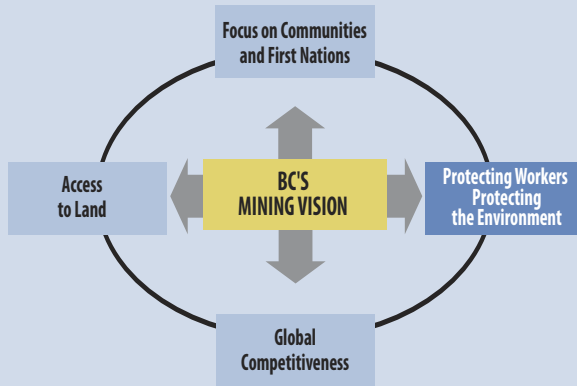 Focus on Communities
and First Nations
Access
to Land
BC'S
MINING VISION
Protecting Workers
Protecting
the Environment
Global
Competitiveness